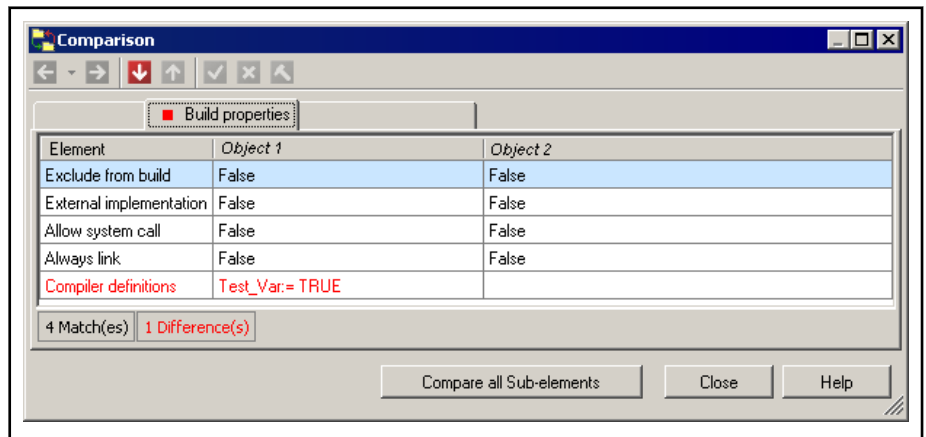 Comparison
Build properties
Element Object 1 Object 2
Exclude from build False False
External implementation False False
Allow system call False False
Always link False False
Compiler definitions Test_Var:= TRUE
4 Match(es) 1 Difference(s)
Compare all Sub-elements Close Help